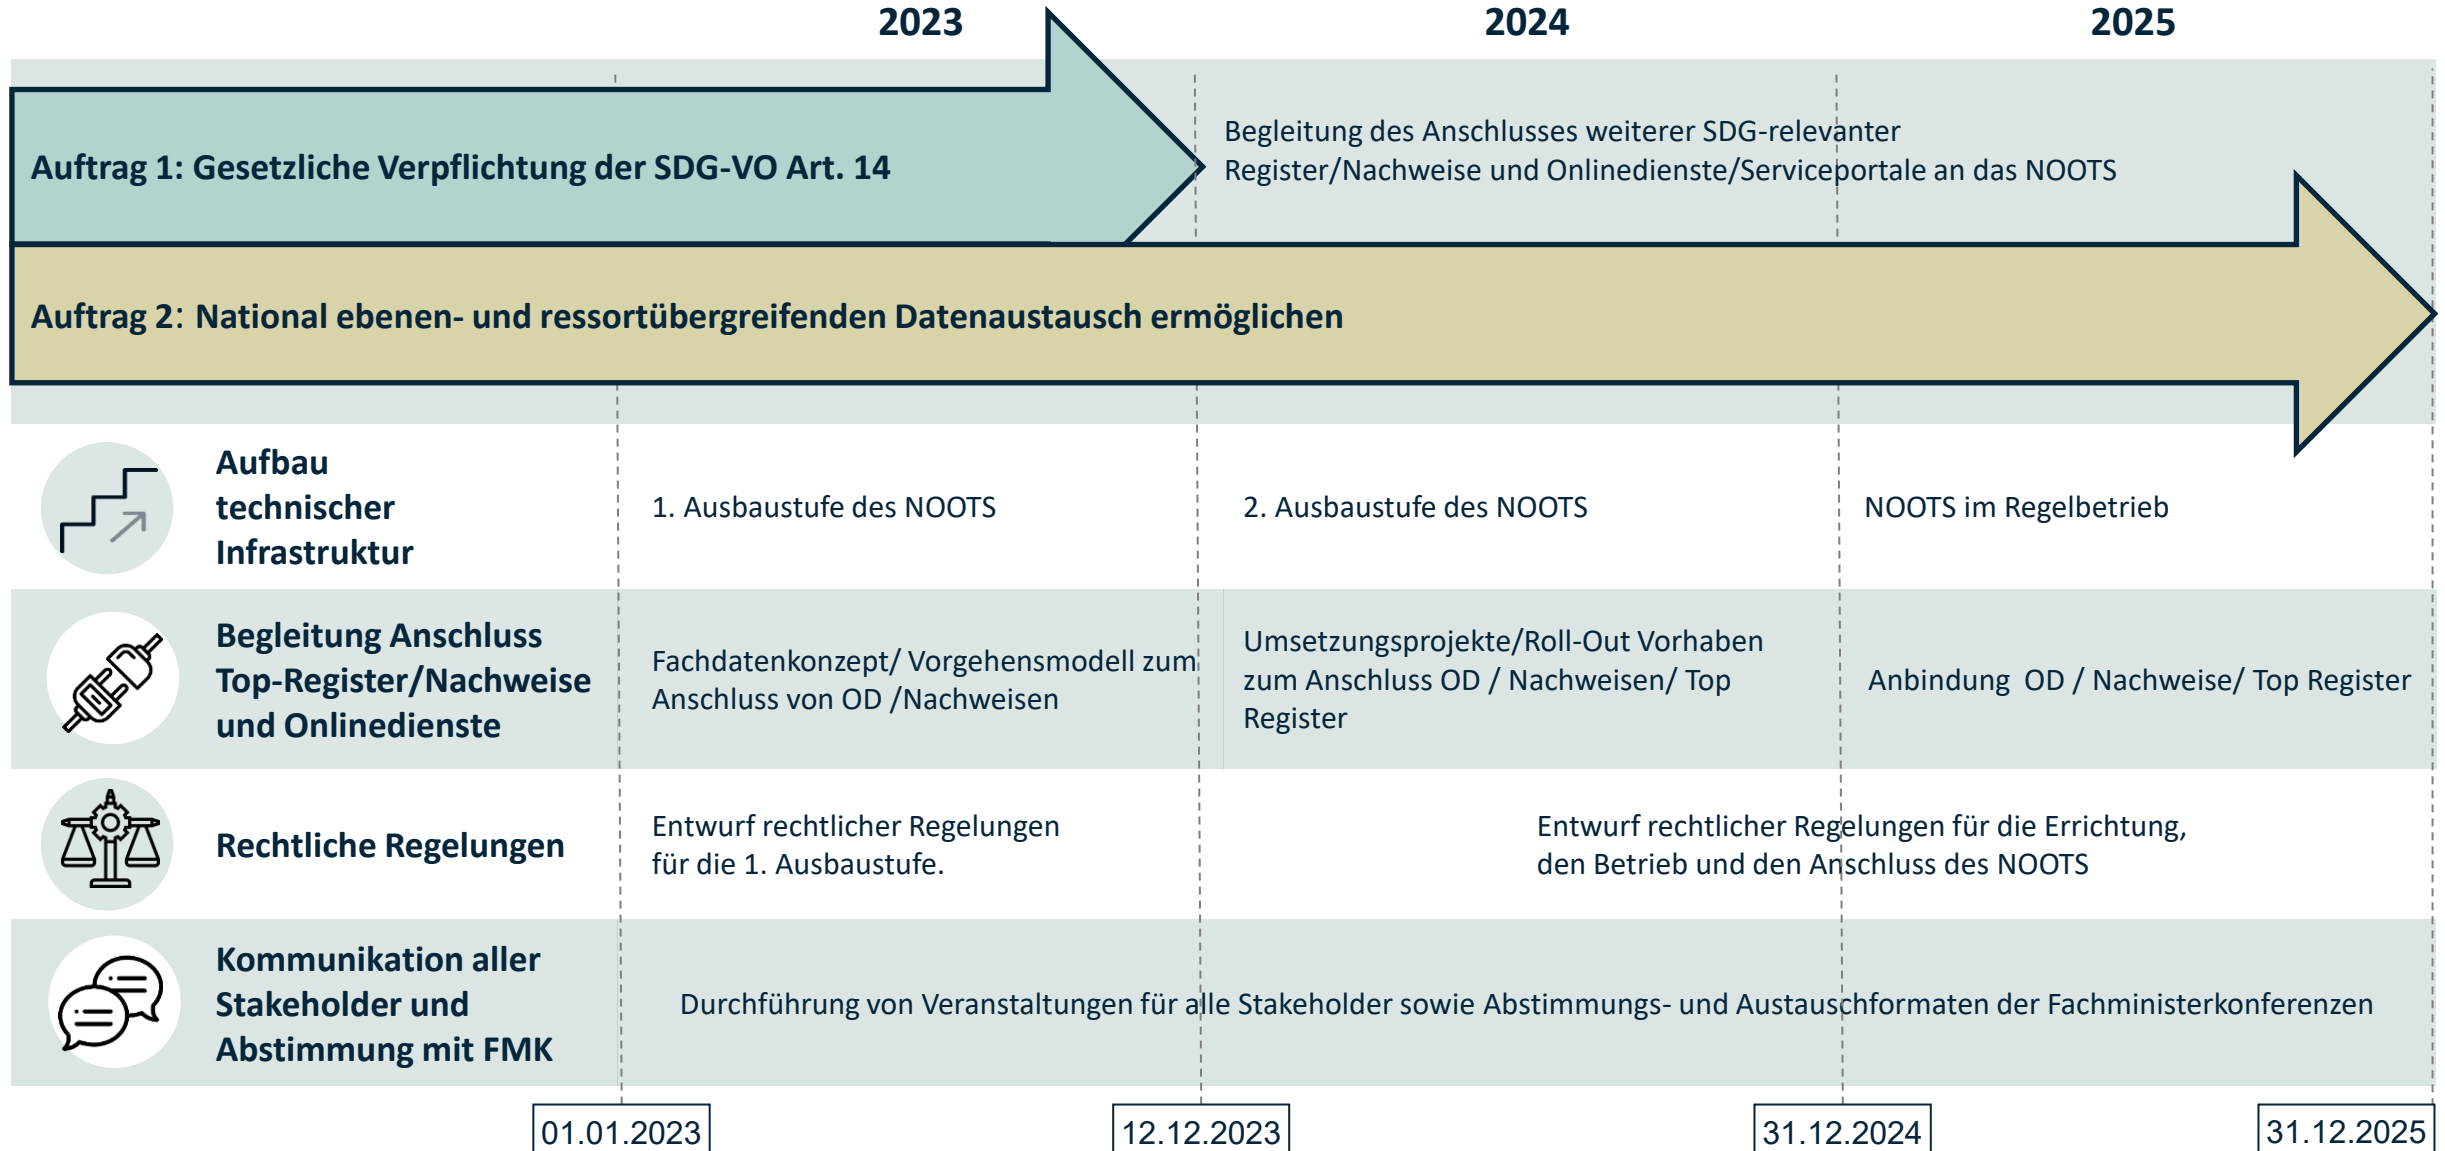 2023
2024
2025
Auftrag 1: Gesetzliche Verpflichtung der SDG-VO Art. 14
Begleitung des Anschlusses weiterer SDG-relevanter
Register/Nachweise und Onlinedienste/Serviceportale an das NOOTS
Auftrag 2: National ebenen- und ressortübergreifenden Datenaustausch ermöglichen
Aufbau
technischer
Infrastruktur
1. Ausbaustufe des NOOTS
2. Ausbaustufe des NOOTS
NOOTS im Regelbetrieb
Begleitung Anschluss
Top-Register/Nachweise
und Onlinedienste
Fachdatenkonzept/ Vorgehensmodell zum
Anschluss von OD /Nachweisen
Umsetzungsprojekte/Roll-Out Vorhaben
zum Anschluss OD / Nachweisen/ Top
Register
Anbindung  OD / Nachweise/ Top Register
Rechtliche Regelungen
Entwurf rechtlicher Regelungen
für die 1. Ausbaustufe.
Entwurf rechtlicher Regelungen für die Errichtung,
den Betrieb und den Anschluss des NOOTS
Kommunikation aller
Stakeholder und
Abstimmung mit FMK
Durchführung von Veranstaltungen für alle Stakeholder sowie Abstimmungs- und Austauschformaten der Fachministerkonferenzen
01.01.2023
12.12.2023
31.12.2024
31.12.2025